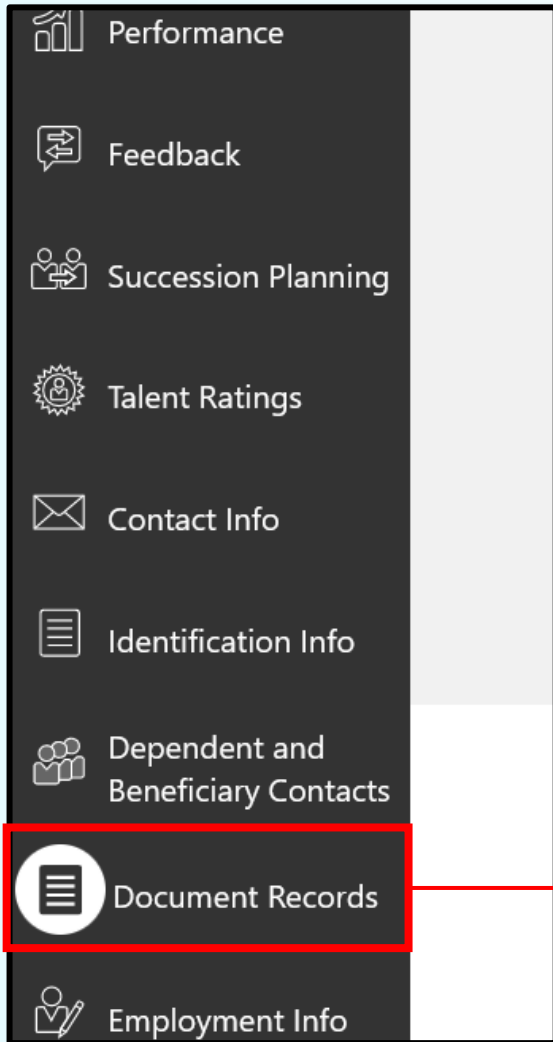 Performance
Feedback
Succession Planning
Talent Ratings
Contact Info
Identification Info
Dependent and
Beneficiary Contacts
Document Records
Employment Info